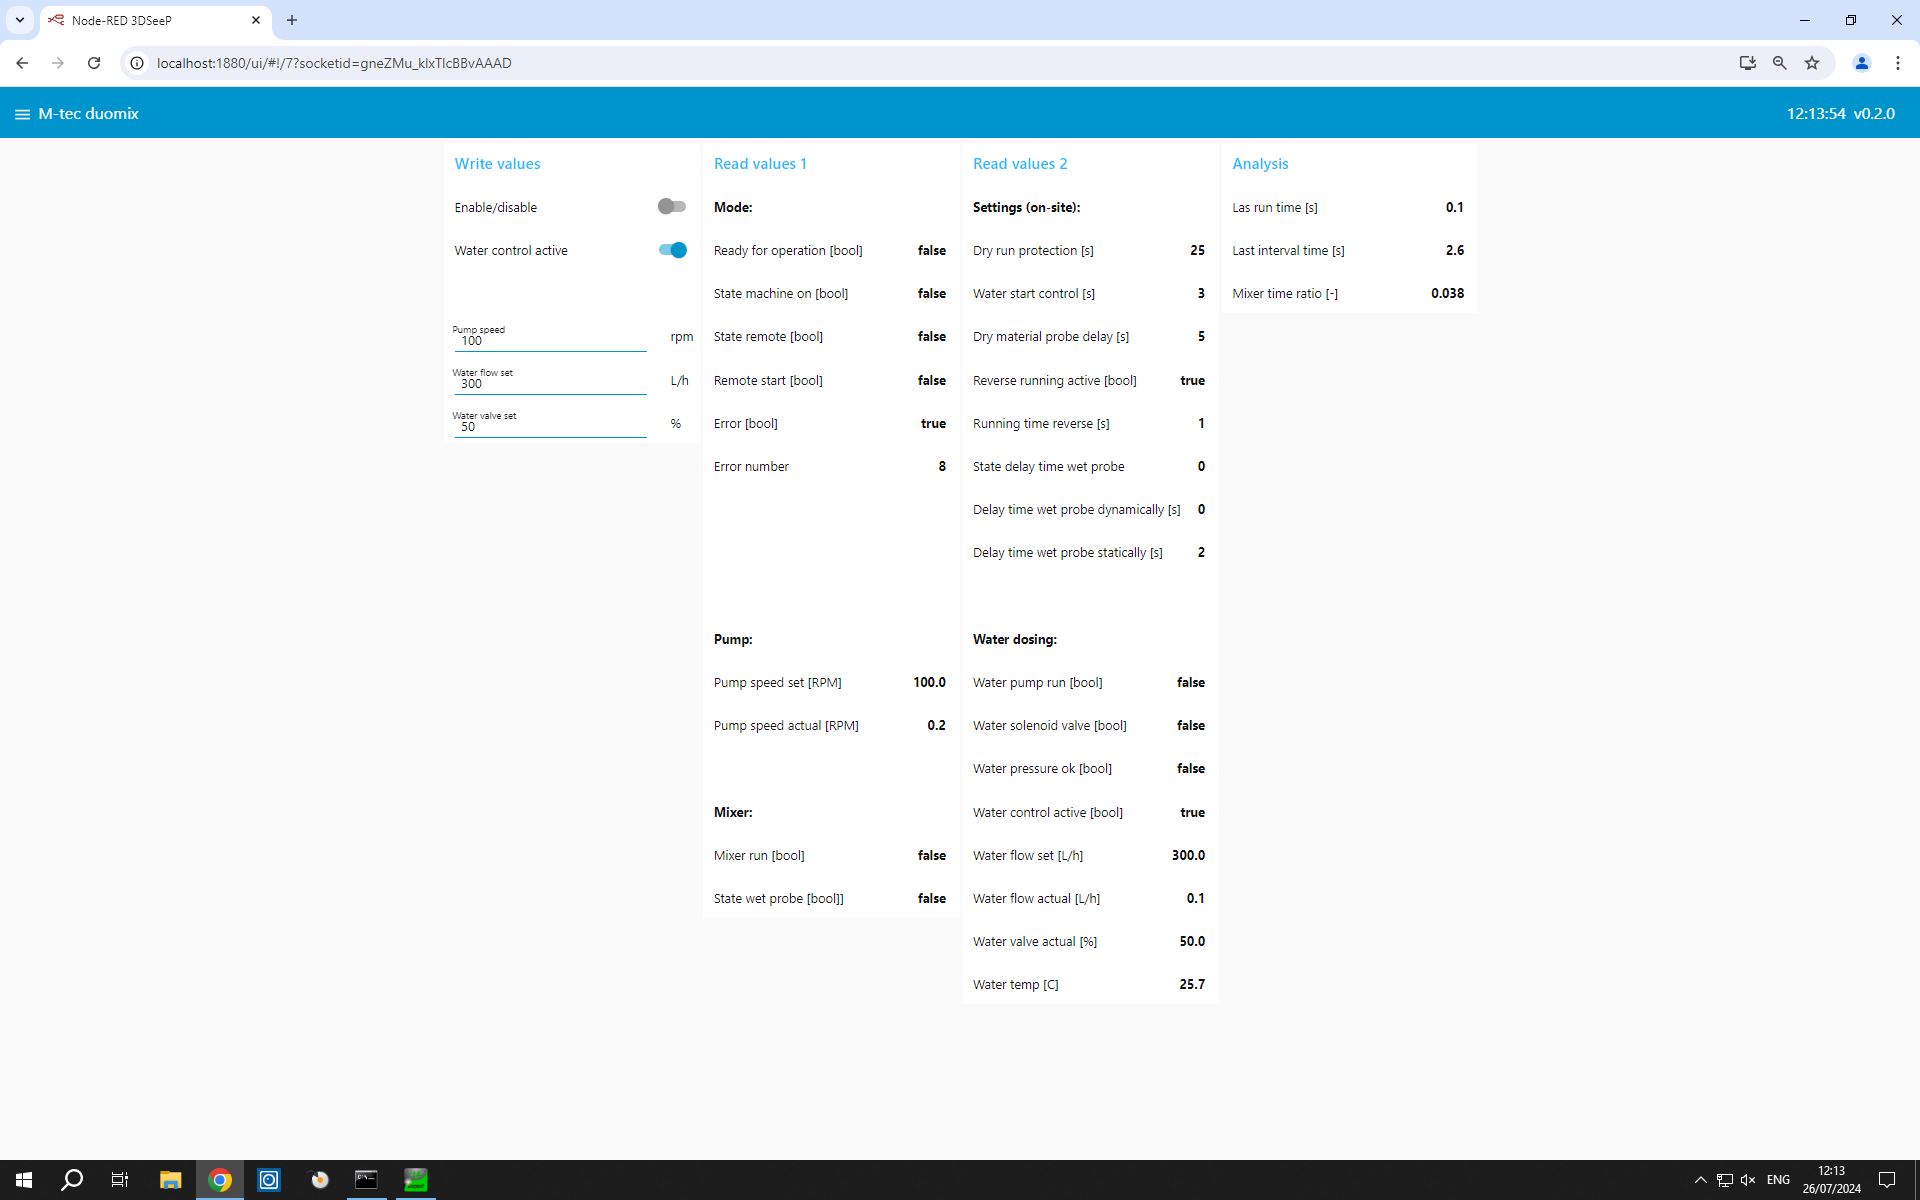 Node-RED 3DSeeP
localhost:1880/ui/#!/7?socketid=gneZMu_klxTlcBBvAAAD
M-tec duomix
12:13:54 v0.2.0
Write values
Enable/disable
Water control active
Pump speed
100 rpm
Water flow set
300 L/h
Water valve set
50 %
Read values 1
Mode:
Ready for operation [bool] false
State machine on [bool] false
State remote [bool] false
Remote start [bool] false
Error [bool] true
Error number 8
Pump:
Pump speed set [RPM] 100.0
Pump speed actual [RPM] 0.2
Mixer:
Mixer run [bool] false
State wet probe [bool]] false
Read values 2
Settings (on-site):
Dry run protection [s] 25
Water start control [s] 3
Dry material probe delay [s] 5
Reverse running active [bool] true
Running time reverse [s] 1
State delay time wet probe 0
Delay time wet probe dynamically [s] 0
Delay time wet probe statically [s] 2
Water dosing:
Water pump run [bool] false
Water solenoid valve [bool] false
Water pressure ok [bool] false
Water control active [bool] true
Water flow set [L/h] 300.0
Water flow actual [L/h] 0.1
Water valve actual [%] 50.0
Water temp [C] 25.7
Analysis
Las run time [s] 0.1
Last interval time [s] 2.6
Mixer time ratio [-] 0.038
ENG
12:13
26/07/2024